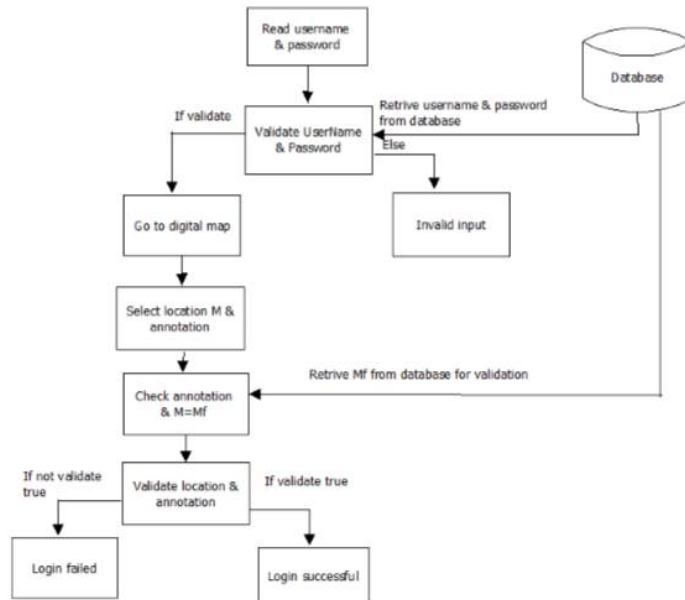 Read username
& password
Database
If validate
Retrive username & password
from database
Validate UserName
& Password
Else
Go to digital map
Invalid input
Select location M &
annotation
Retrive Mf from database for validation
Check annotation
& M=Mf
If not validate
true
Validate location &
annotation
If validate true
Login failed
Login successful